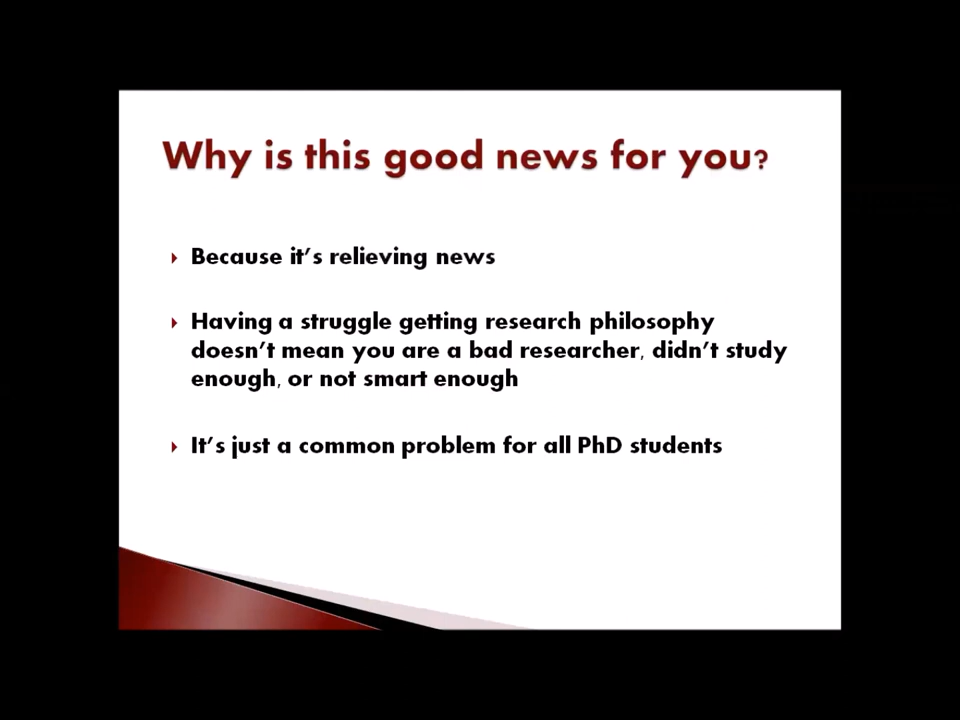 Why is this good news for you?
Because it's relieving news
Having a struggle getting research philosophy
doesn't mean you are a bad researcher, didn't study
enough, or not smart enough
It's just a common problem for all PhD students